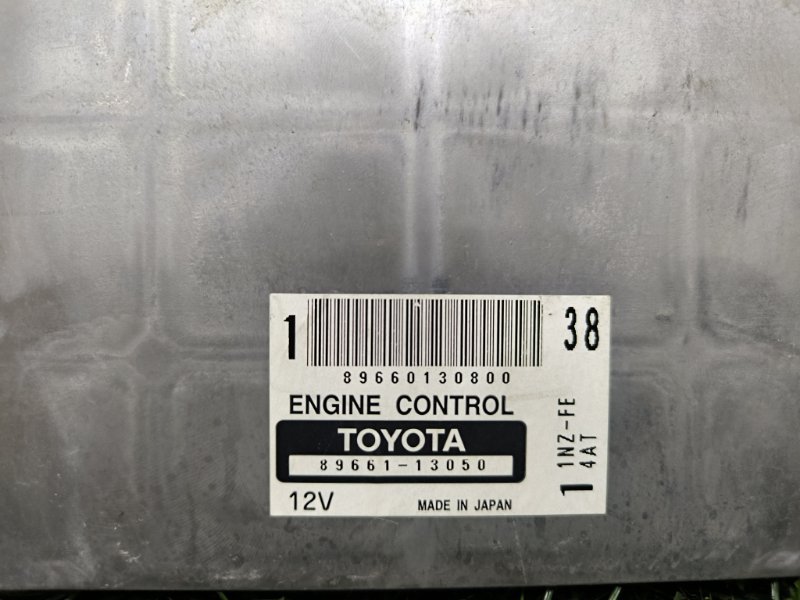 1
38
89660130800
ENGINE CONTROL
TOYOTA
89661-13050
12V
MADE IN JAPAN
1
1NZ-FE
4AT